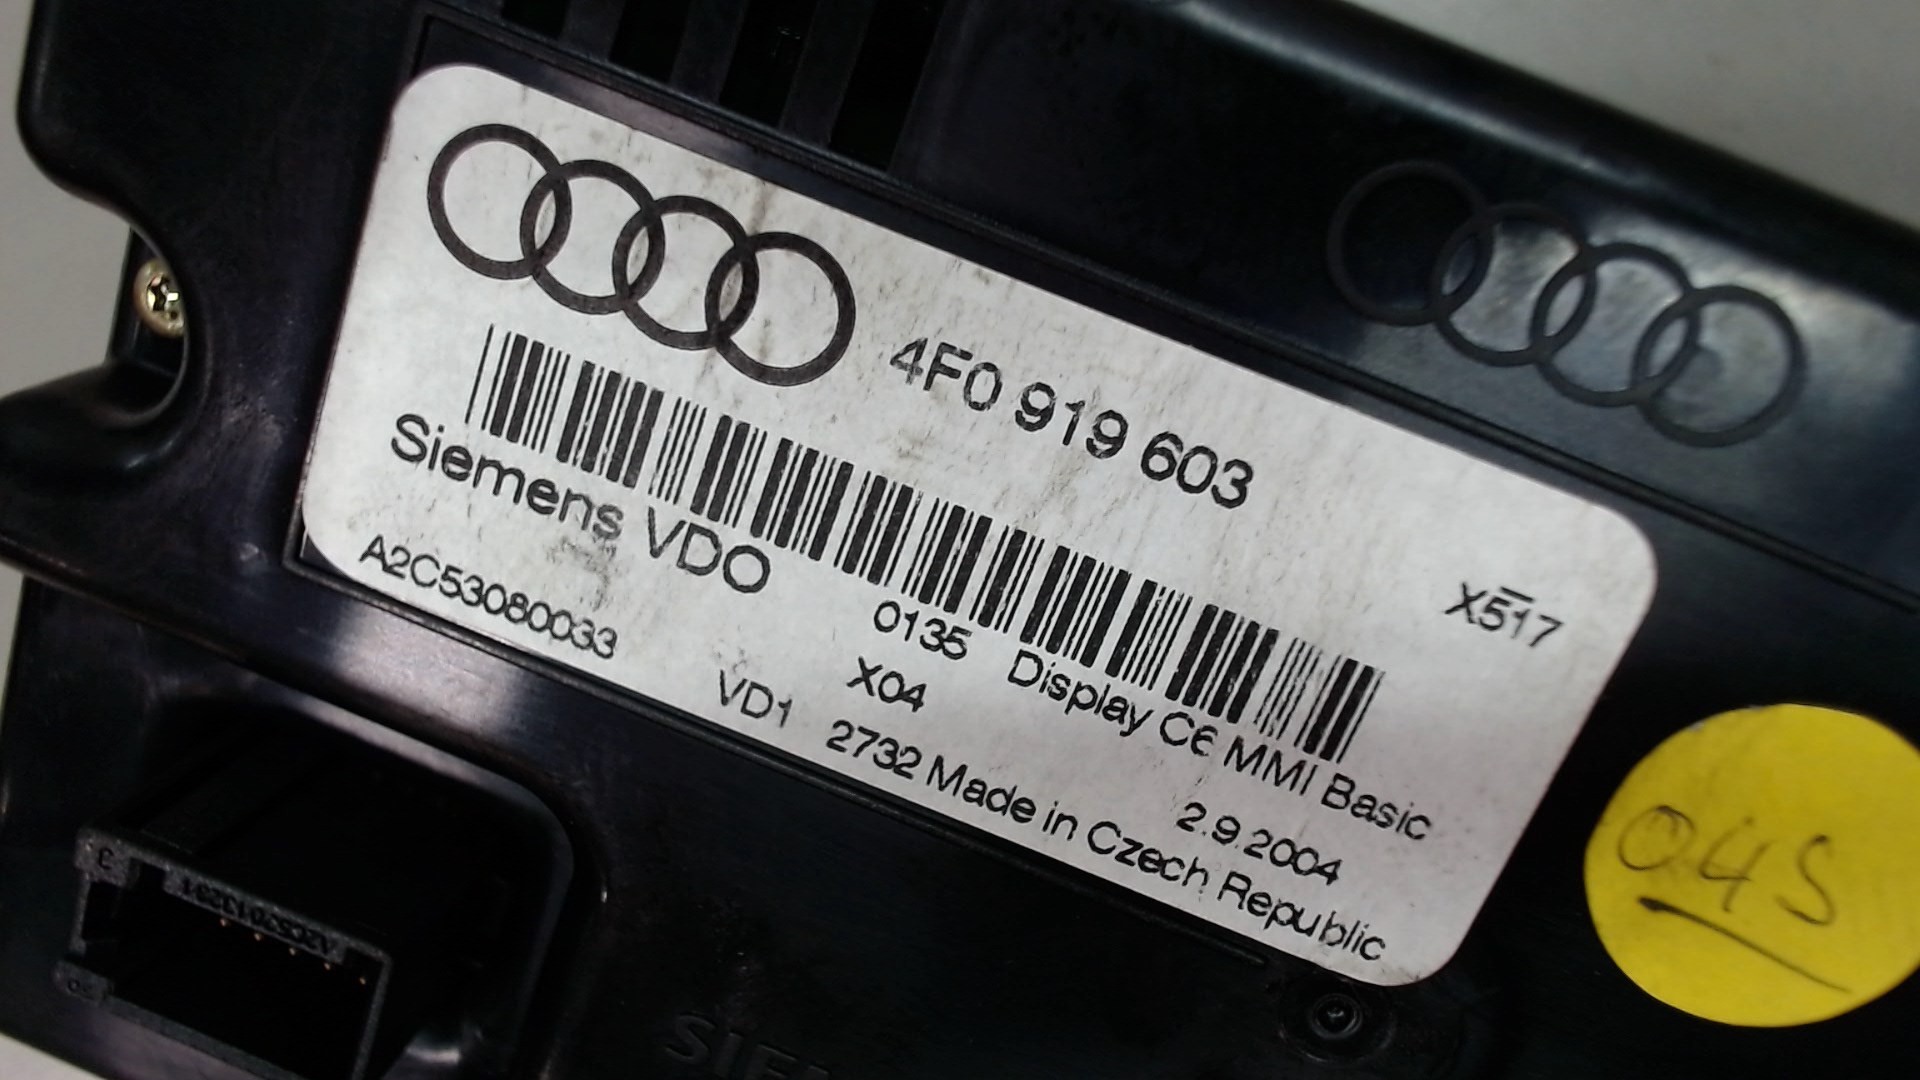 4F0 919 603
X517
Siemens VDO
0135 Display C6 MMI Basic
A2C53080033
X04
2.9.2004
VD1 2732 Made in Czech Republic
04S
3